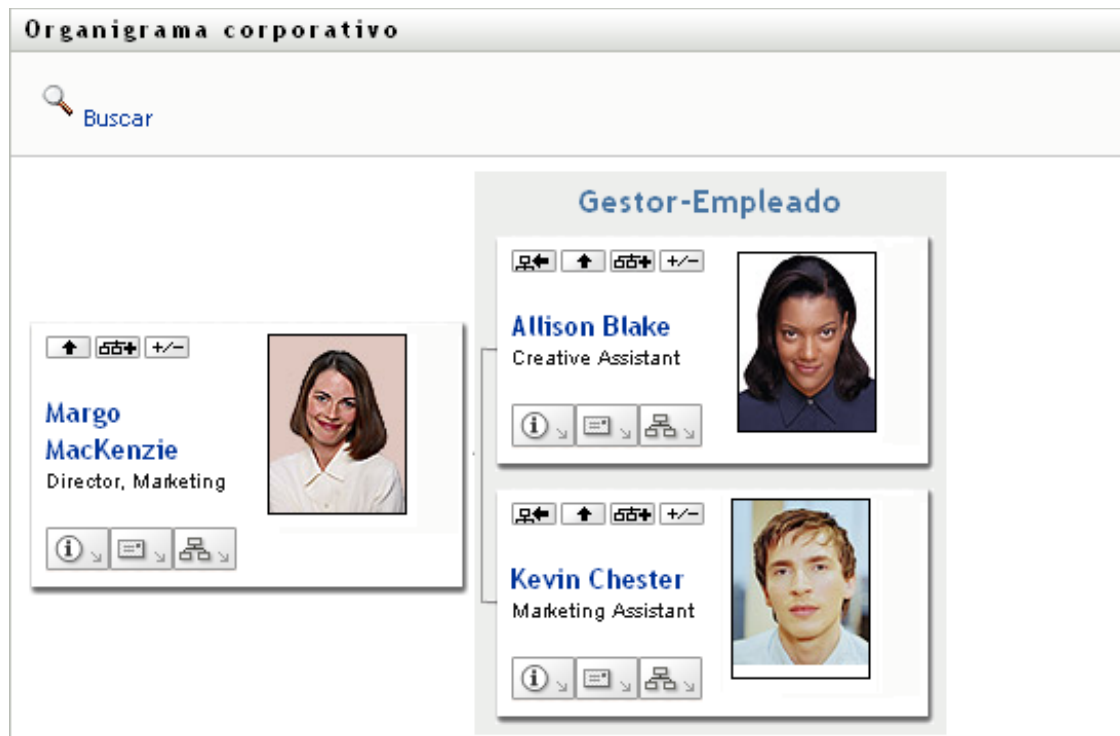 Organigrama corporativo
Buscar
Gestor-Empleado
+/-
Allison Blake
Creative Assistant
+/-
Margo
MacKenzie
Director, Marketing
+/-
Kevin Chester
Marketing Assistant